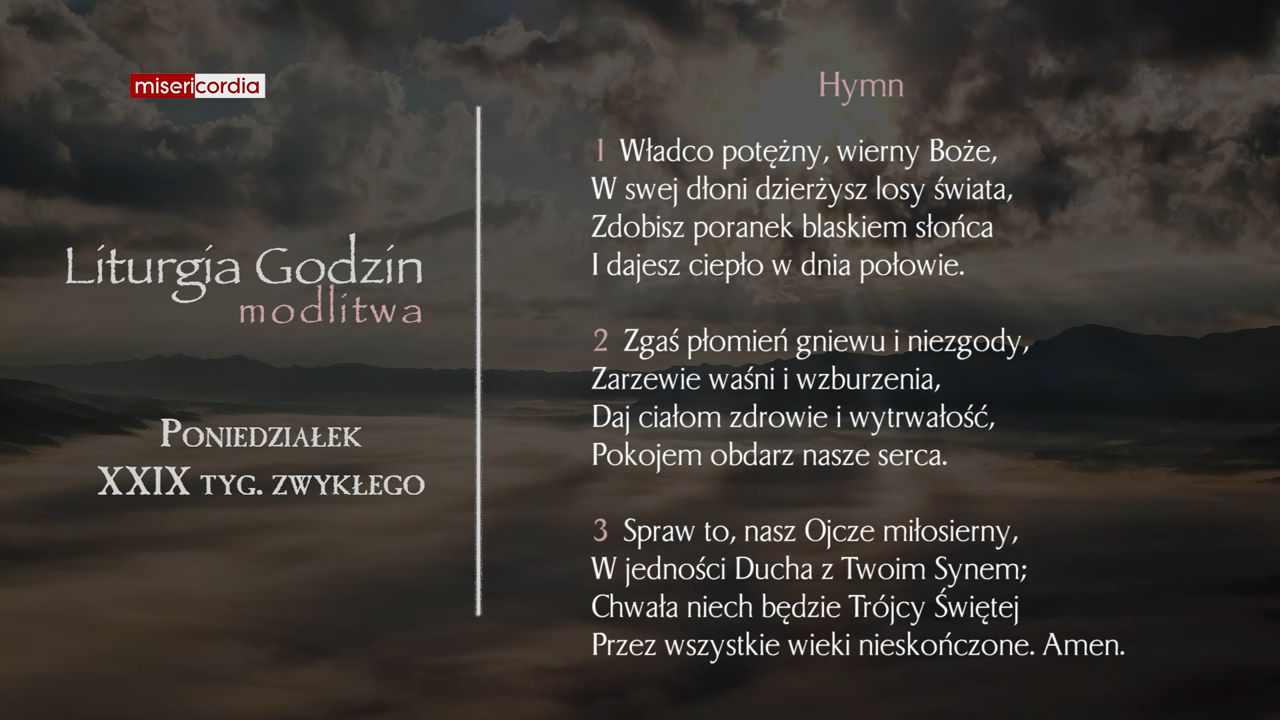 misericordia
Liturgia Godzin
modlitwa
Poniedziałek
XXIX tyg. zwykłego
Hymn
1 Władco potężny, wierny Boże,
W swej dłoni dzierżysz losy świata,
Zdobisz poranek blaskiem słońca
I dajesz ciepło w dnia połowie.
2 Zgaś płomień gniewu i niezgody,
Zarzewie waśni i wzburzenia,
Daj ciałom zdrowie i wytrwałość,
Pokojem obdarz nasze serca.
3 Spraw to, nasz Ojcze miłosierny,
W jedności Ducha z Twoim Synem;
Chwała niech będzie Trójcy Świętej
Przez wszystkie wieki nieskończone. Amen.